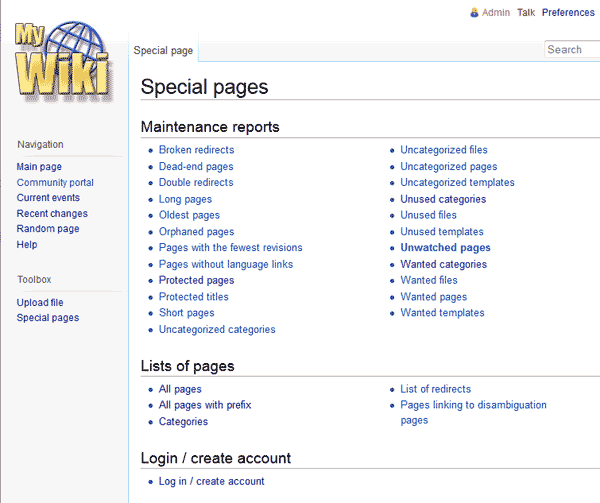 Admin Talk Preferences
My
Wiki
Special page
Search
Special pages
Maintenance reports
Navigation
Main page
Community portal
Current events
Recent changes
Random page
Help
Toolbox
Upload file
Special pages
Broken redirects
Dead-end pages
Double redirects
Long pages
Oldest pages
Orphaned pages
Pages with the fewest revisions
Pages without language links
Protected pages
Protected titles
Short pages
Uncategorized categories
Uncategorized files
Uncategorized pages
Uncategorized templates
Unused categories
Unused files
Unused templates
Unwatched pages
Wanted categories
Wanted files
Wanted pages
Wanted templates
Lists of pages
All pages
All pages with prefix
Categories
List of redirects
Pages linking to disambiguation
pages
Login / create account
Log in / create account